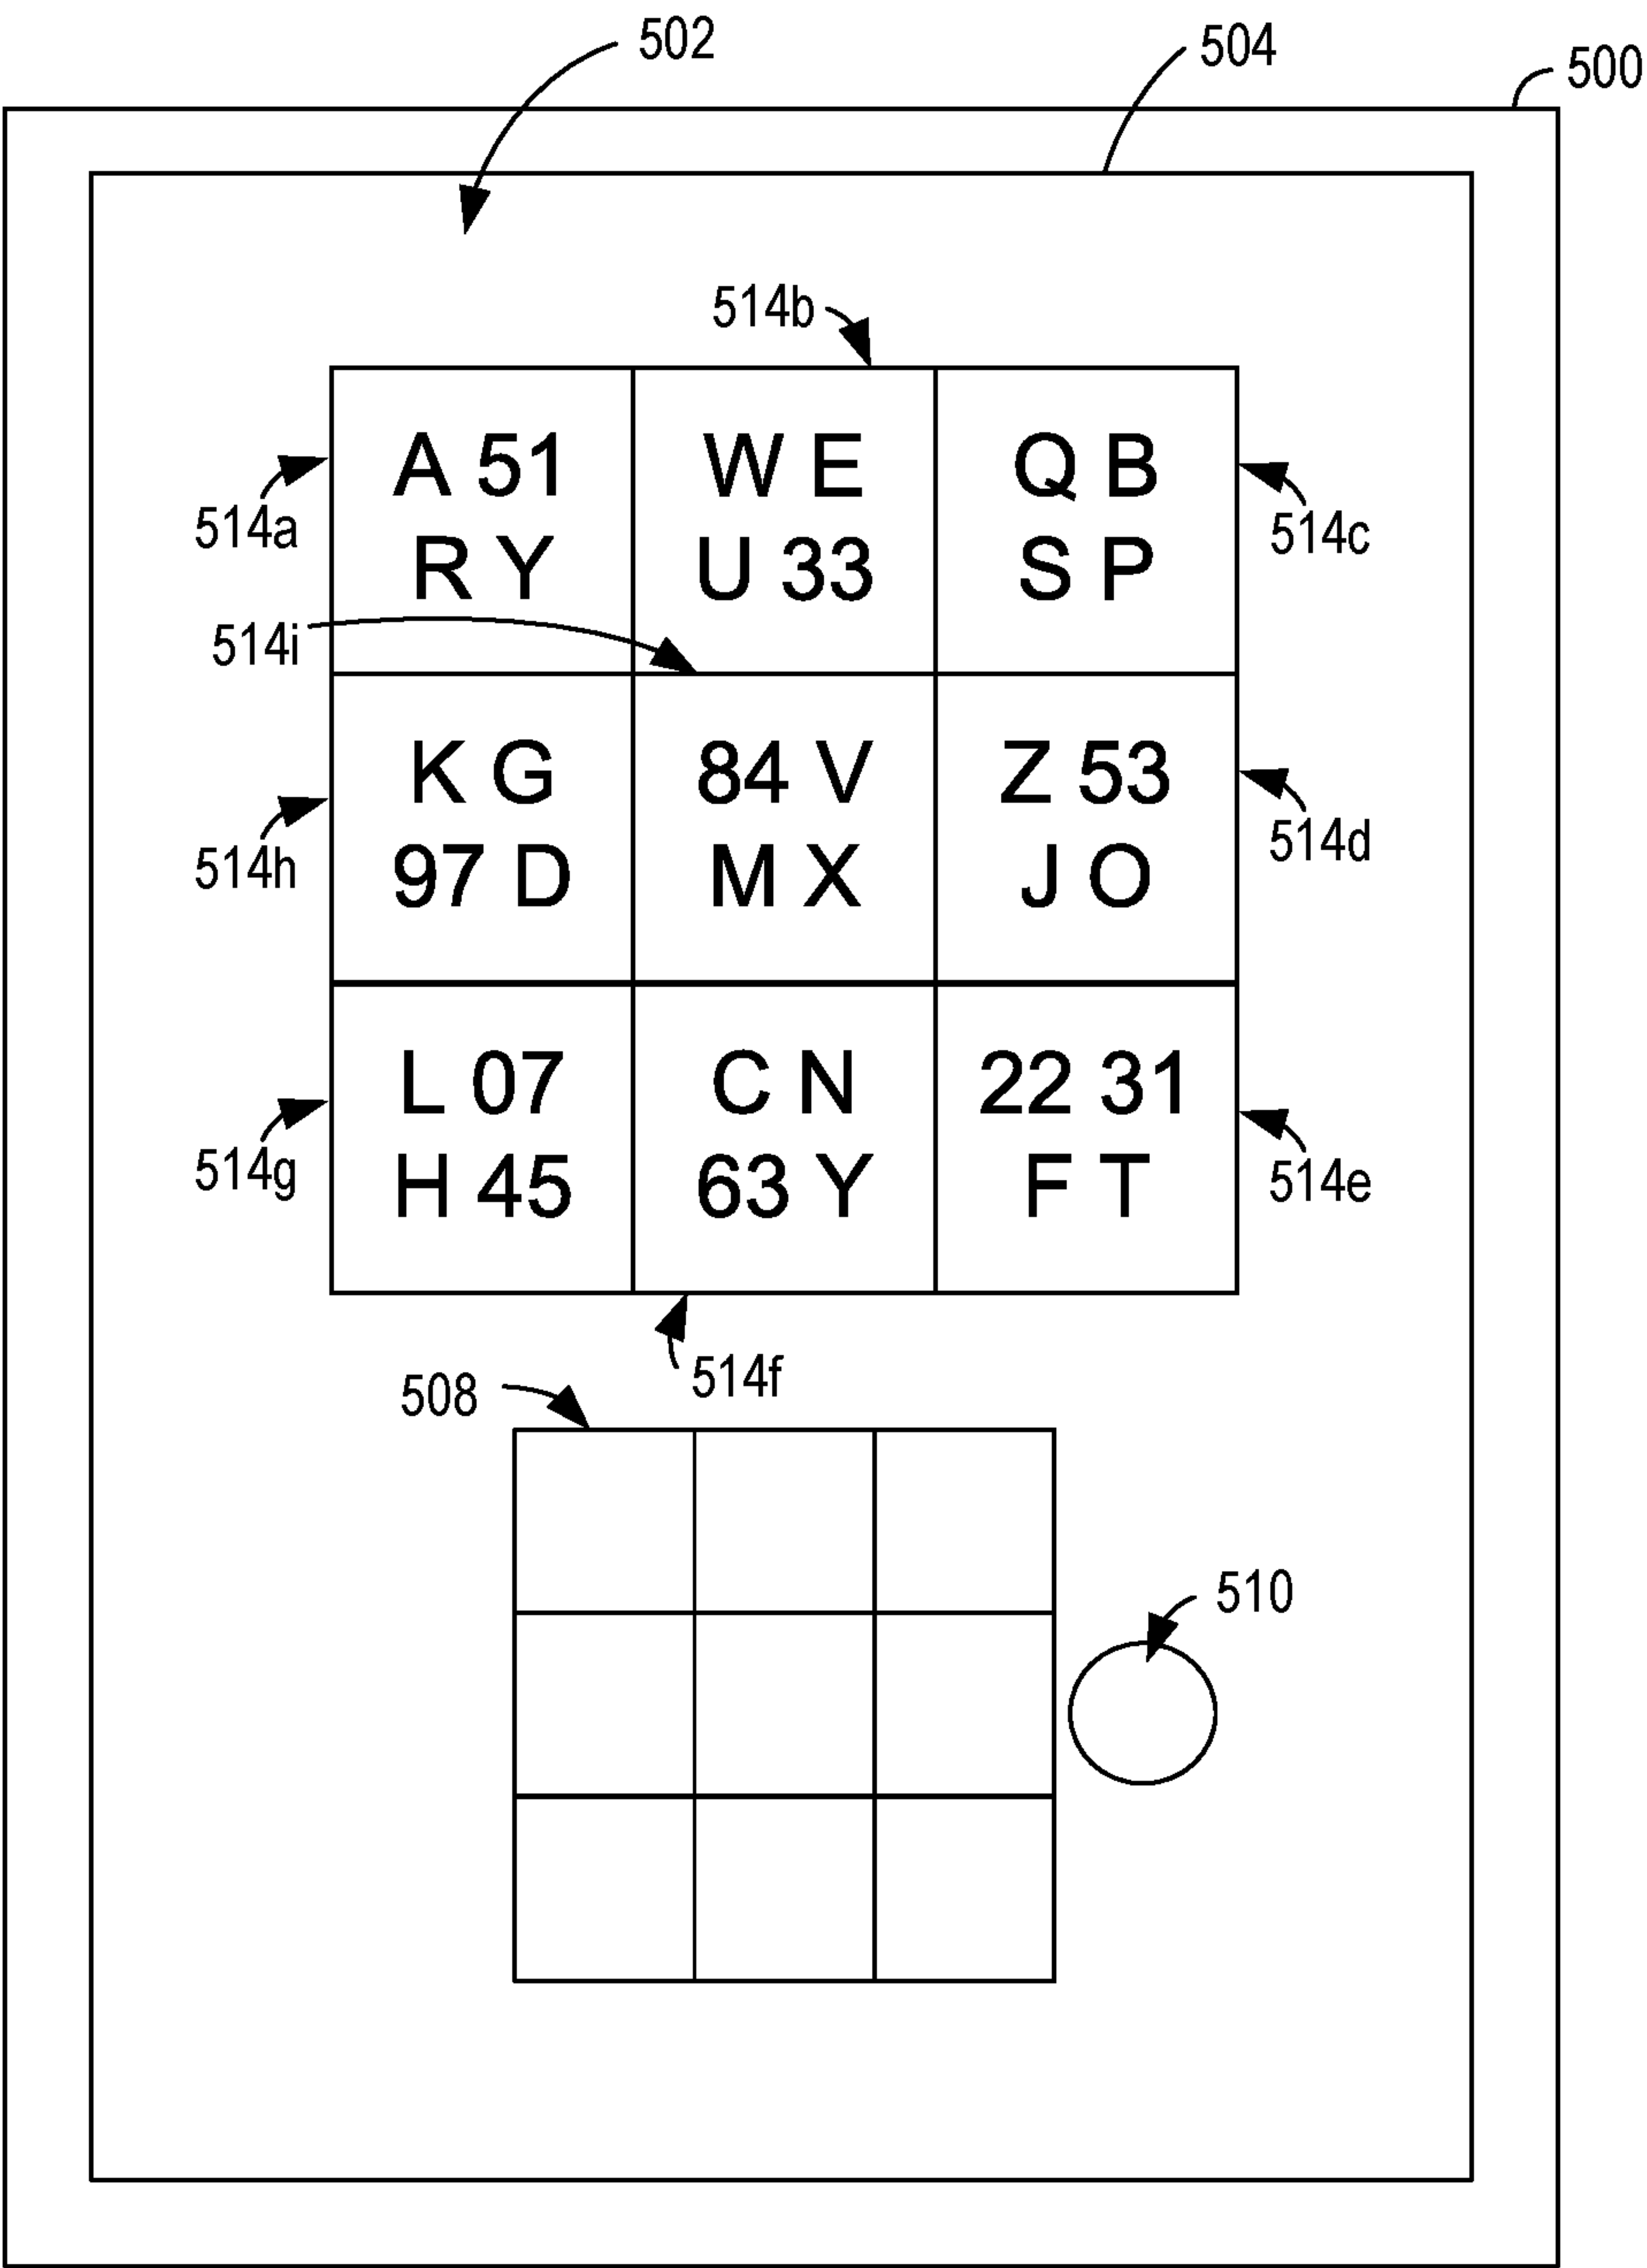 502
504
500
514b
A 51
W E
Q B
514a
514c
R Y
U 33
S P
514i
K G
84 V
Z 53
514h
514d
97 D
M X
J O
L 07
C N
22 31
514g
514e
H 45
63 Y
F T
514f
508
510